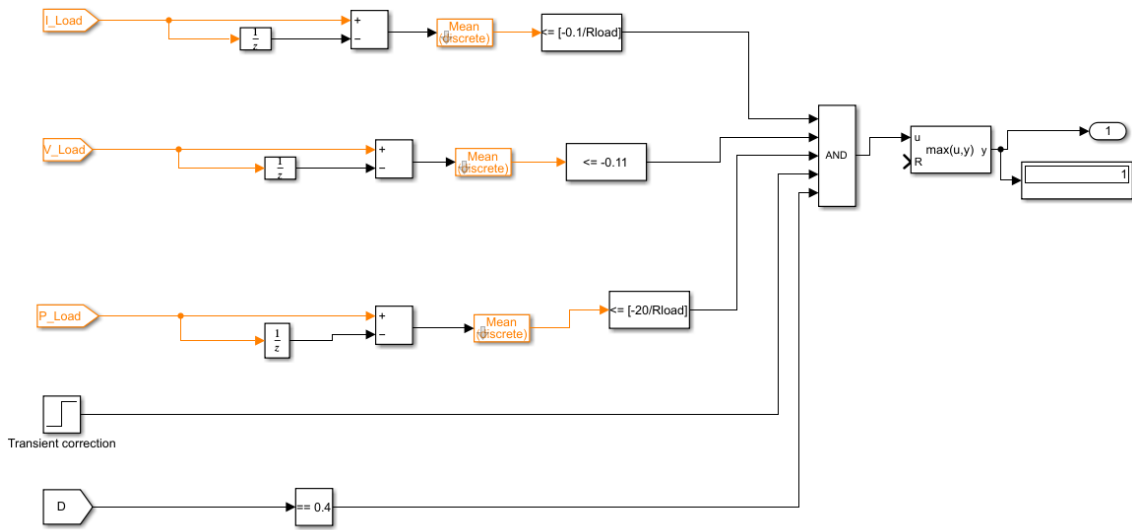 I_Load
1
z
+
−
Mean
(discrete)
<= [-0.1/Rload]
V_Load
1
z
+
−
Mean
(discrete)
<= -0.11
AND
u
R
max(u,y)
y
1
1
P_Load
1
z
+
−
Mean
(discrete)
<= [-20/Rload]
Transient correction
D
== 0.4